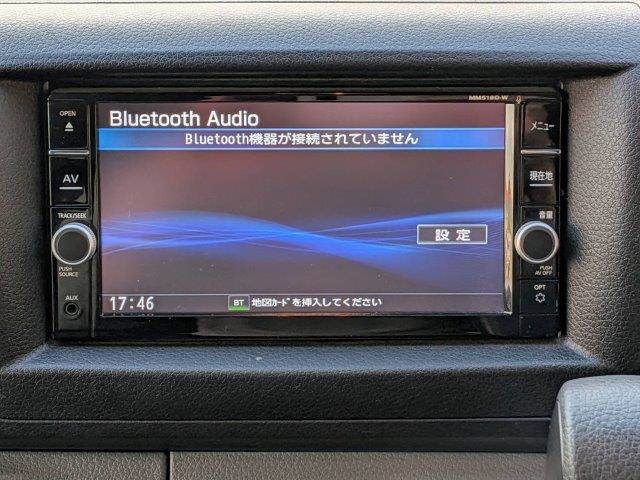 MM518D-W
OPEN
Bluetooth Audio
メニュー
Bluetooth機器が接続されていません
AV
現在地
TRACK/SEEK
音量
設定
PUSH
SOURCE
PUSH
AV OFF
AUX
OPT
17:46
BT
地図ｶｰﾄﾞを挿入してください